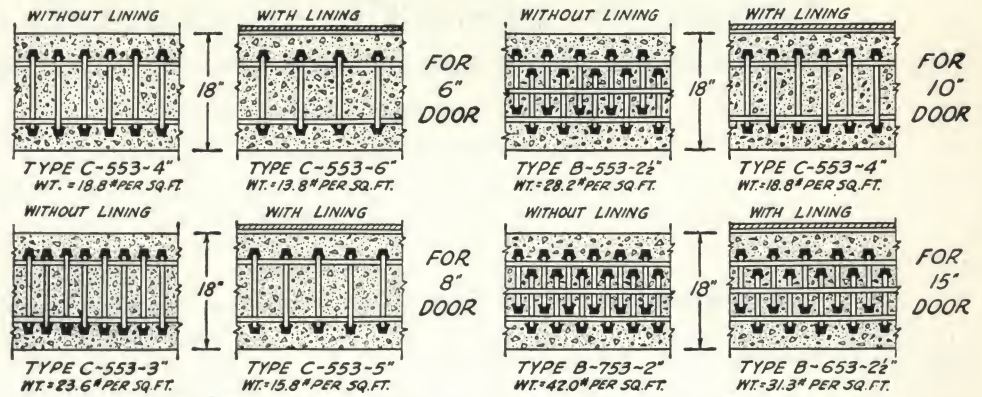 WITHOUT LINING
18"
TYPE C-553~4"
WT. = 18.8# PER SQ.FT.
WITH LINING
TYPE C-553-6"
WT. = 13.8# PER SQ.FT.
FOR
6"
DOOR
WITHOUT LINING
18"
TYPE B-553-2½"
WT. = 28.2# PER SQ.FT.
WITH LINING
TYPE C-553~4"
WT. = 18.8# PER SQ.FT.
FOR
10"
DOOR
WITHOUT LINING
18"
TYPE C-553-3"
WT. = 23.6# PER SQ.FT.
WITH LINING
TYPE C-553-5"
WT. = 15.8# PER SQ.FT.
FOR
8"
DOOR
WITHOUT LINING
18"
TYPE B-753-2"
WT. = 42.0# PER SQ.FT.
WITH LINING
TYPE B-653-2½"
WT. = 31.3# PER SQ.FT.
FOR
15"
DOOR